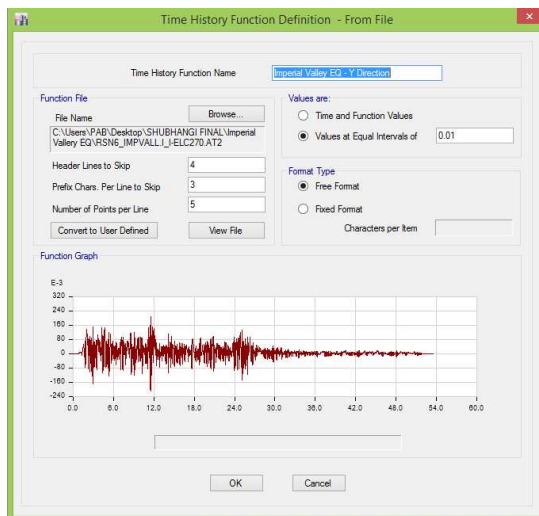 Time History Function Definition - From File
Time History Function Name
Imperial Valley EQ - Y Direction
Function File
File Name
Browse...
C:\Users\PAB\Desktop\SHUBHANGI FINAL\Imperial
Vallery EQ\RSN6_IMPVALL.I_I-ELC270.AT2
Header Lines to Skip
4
Prefix Chars. Per Line to Skip
3
Number of Points per Line
5
Convert to User Defined
View File
Values are:
Time and Function Values
Values at Equal Intervals of
0.01
Format Type
Free Format
Fixed Format
Characters per Item
Function Graph
E-3
320
240
160
80
0
-80
-160
-240
0.0 6.0 12.0 18.0 24.0 30.0 36.0 42.0 48.0 54.0 60.0
OK
Cancel